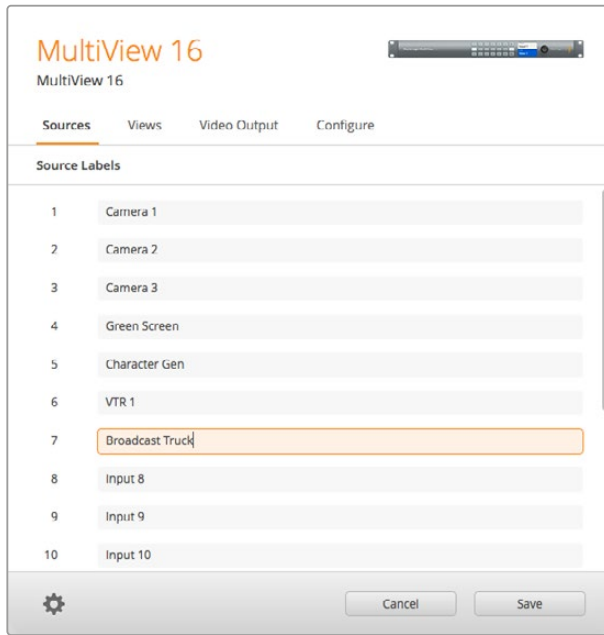 MultiView 16
MultiView 16
Sources Views Video Output Configure
Source Labels
1 Camera 1
2 Camera 2
3 Camera 3
4 Green Screen
5 Character Gen
6 VTR 1
7 Broadcast Truck
8 Input 8
9 Input 9
10 Input 10
Cancel Save